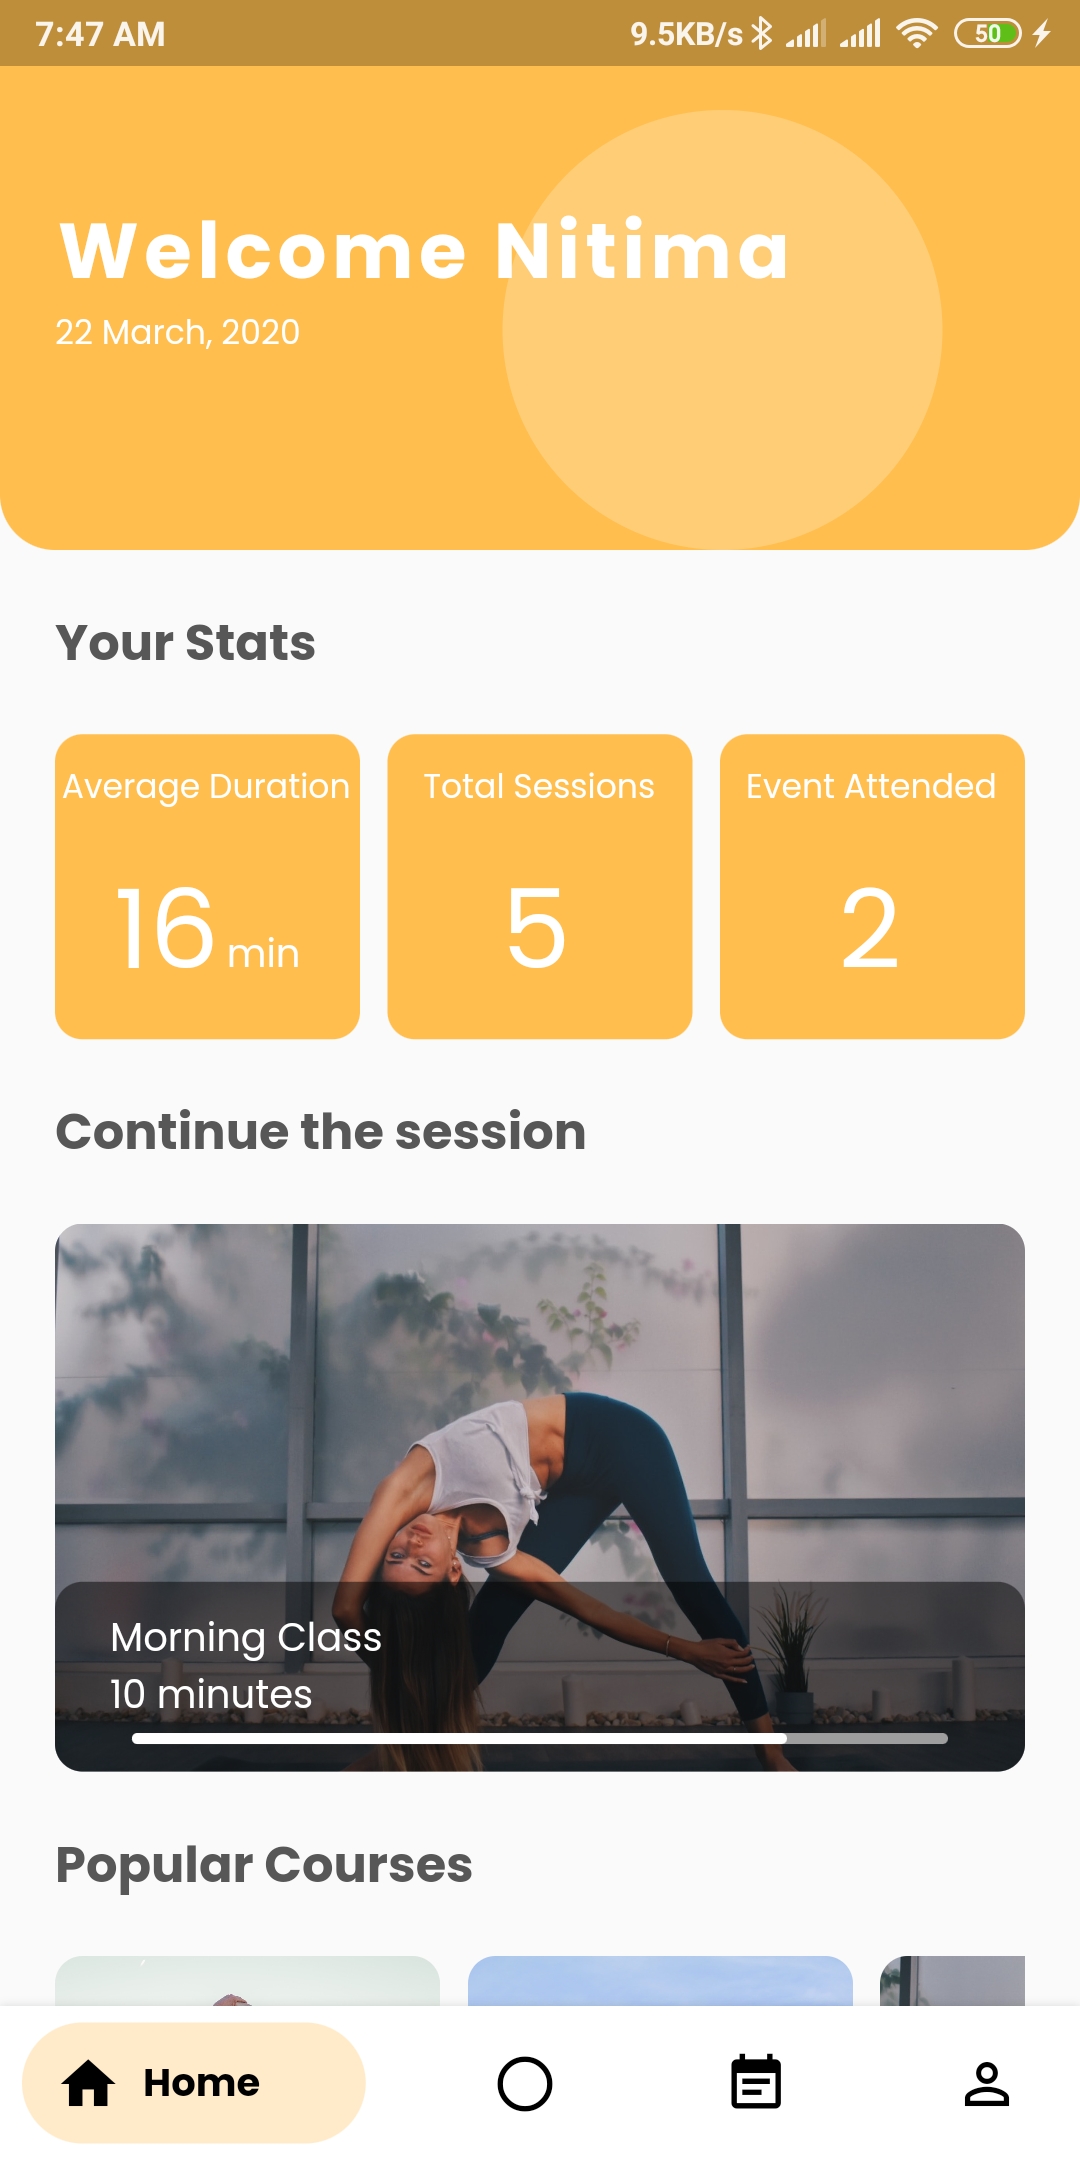 7:47 AM 9.5KB/s 50
Welcome Nitima
22 March, 2020
Your Stats
Average Duration Total Sessions Event Attended
16 min 5 2
Continue the session
Morning Class
10 minutes
Popular Courses
Home